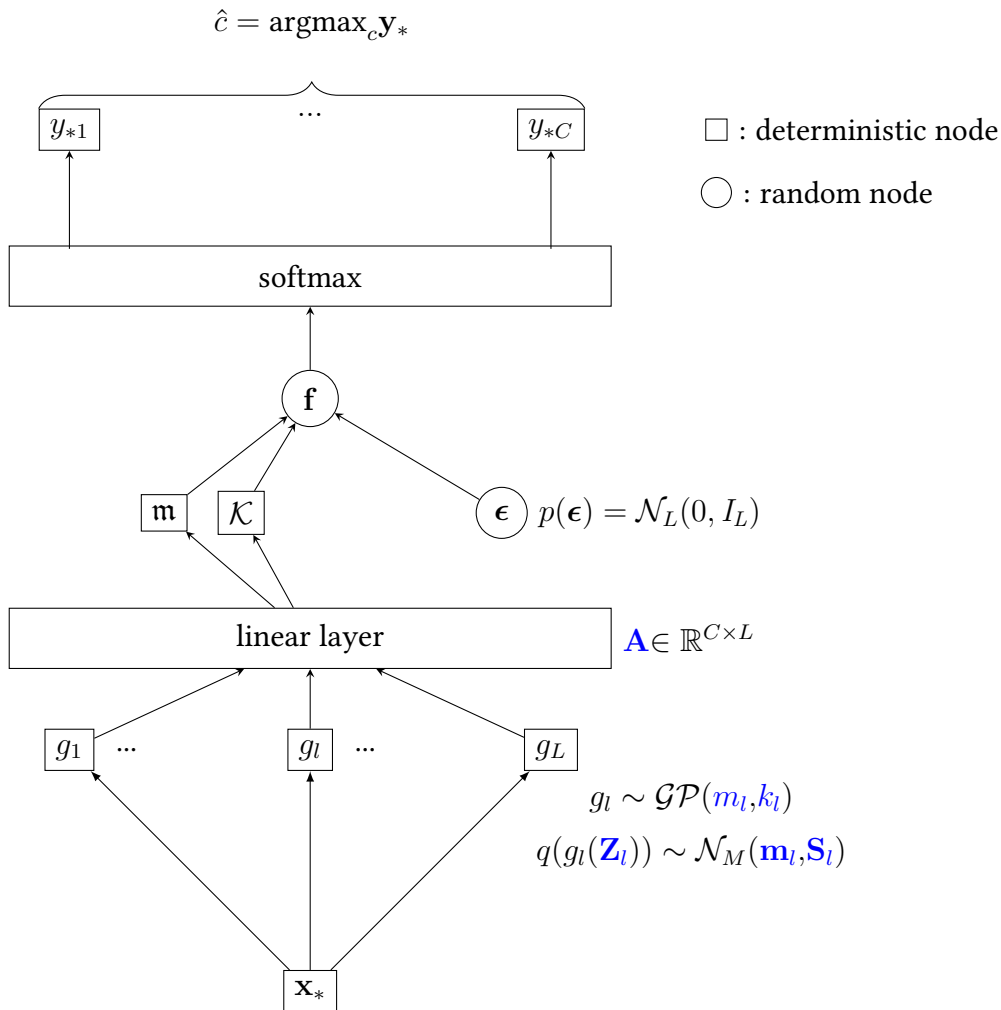 ĉ = argmax_c 𝐲_*
y_{*1} ... y_{*C}
□ : deterministic node
○ : random node
softmax
𝐟
𝔪 𝒦 𝝐 p(𝝐) = 𝒩_L(0, I_L)
linear layer 𝐀∈ ℝ^{C×L}
g_1 ... g_l ... g_L
g_l ∼ 𝒢𝒫(m_l,k_l)
q(g_l(𝐙_l)) ∼ 𝒩_M(𝐦_l,𝐒_l)
𝐱_*